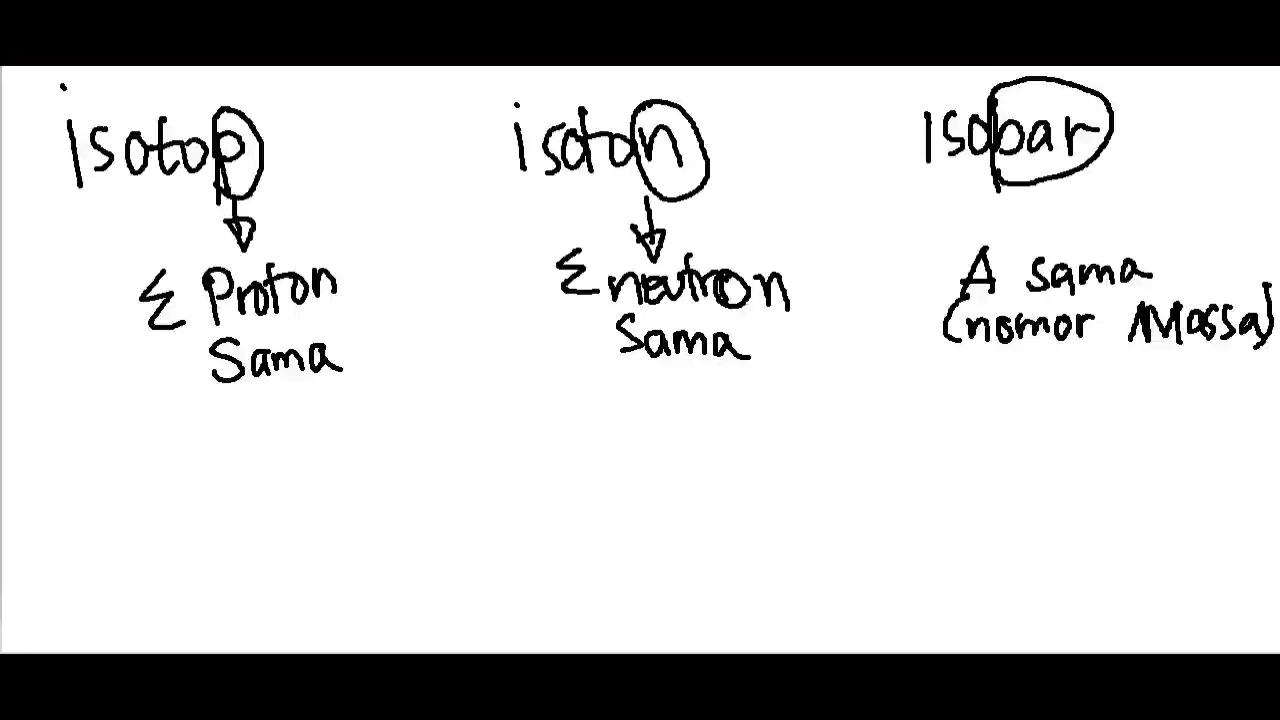 isotop
Σ Proton
Sama
isoton
Σ neutron
Sama
isobar
A sama
(nomor Massa)